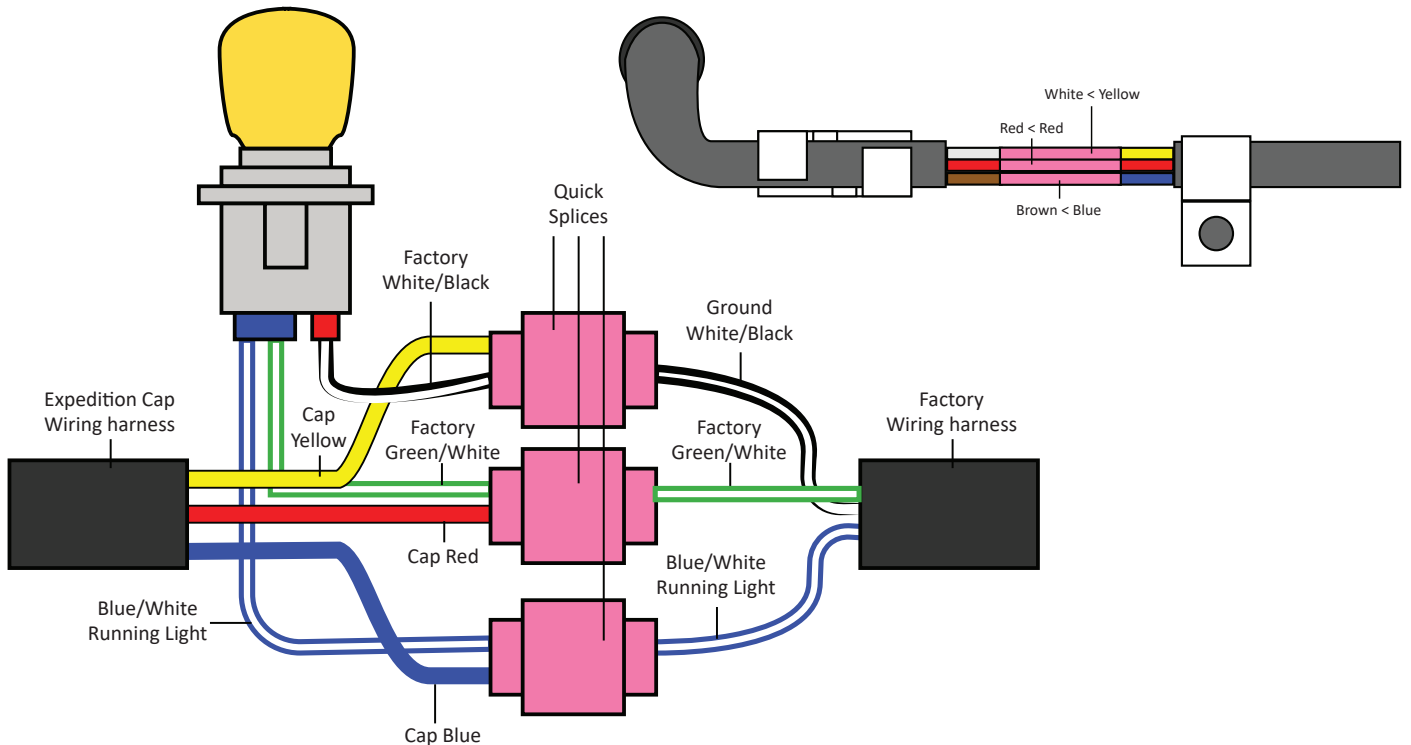 White < Yellow
Red < Red
Brown < Blue
Quick
Splices
Factory
White/Black
Ground
White/Black
Expedition Cap
Wiring harness
Cap
Yellow
Factory
Green/White
Factory
Green/White
Factory
Wiring harness
Cap Red
Blue/White
Running Light
Blue/White
Running Light
Cap Blue